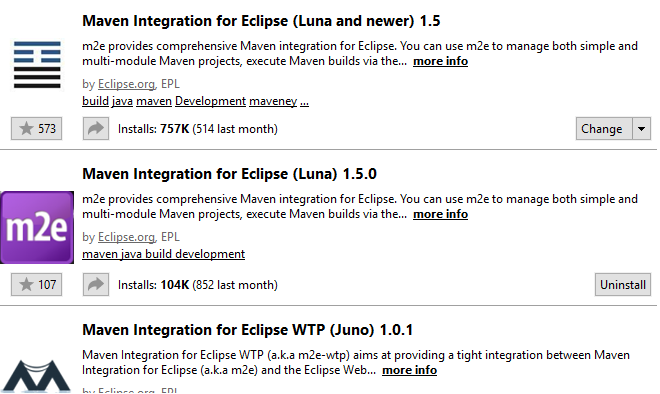 Maven Integration for Eclipse (Luna and newer) 1.5
m2e provides comprehensive Maven integration for Eclipse. You can use m2e to manage both simple and
multi-module Maven projects, execute Maven builds via the... more info
by Eclipse.org, EPL
build java maven Development maveney ...
573 Installs: 757K (514 last month) Change
Maven Integration for Eclipse (Luna) 1.5.0
m2e
m2e provides comprehensive Maven integration for Eclipse. You can use m2e to manage both simple and
multi-module Maven projects, execute Maven builds via the... more info
by Eclipse.org, EPL
maven java build development
107 Installs: 104K (852 last month) Uninstall
Maven Integration for Eclipse WTP (Juno) 1.0.1
Maven Integration for Eclipse WTP (a.k.a m2e-wtp) aims at providing a tight integration between Maven
Integration for Eclipse (a.k.a m2e) and the Eclipse Web... more info
by Eclipse.org, EPL